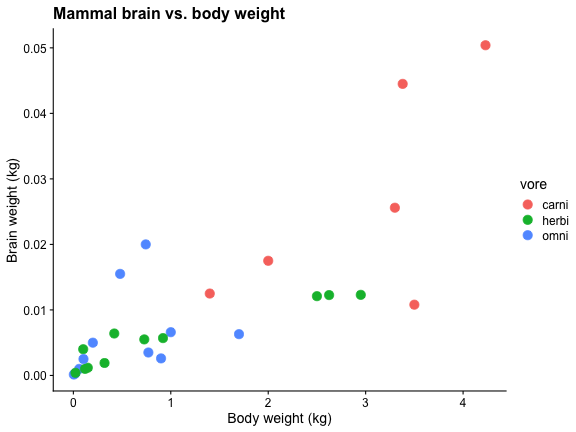 Mammal brain vs. body weight
0.05
0.04
0.03
0.02
0.01
0.00
Brain weight (kg)
0 1 2 3 4
Body weight (kg)
vore
carni
herbi
omni